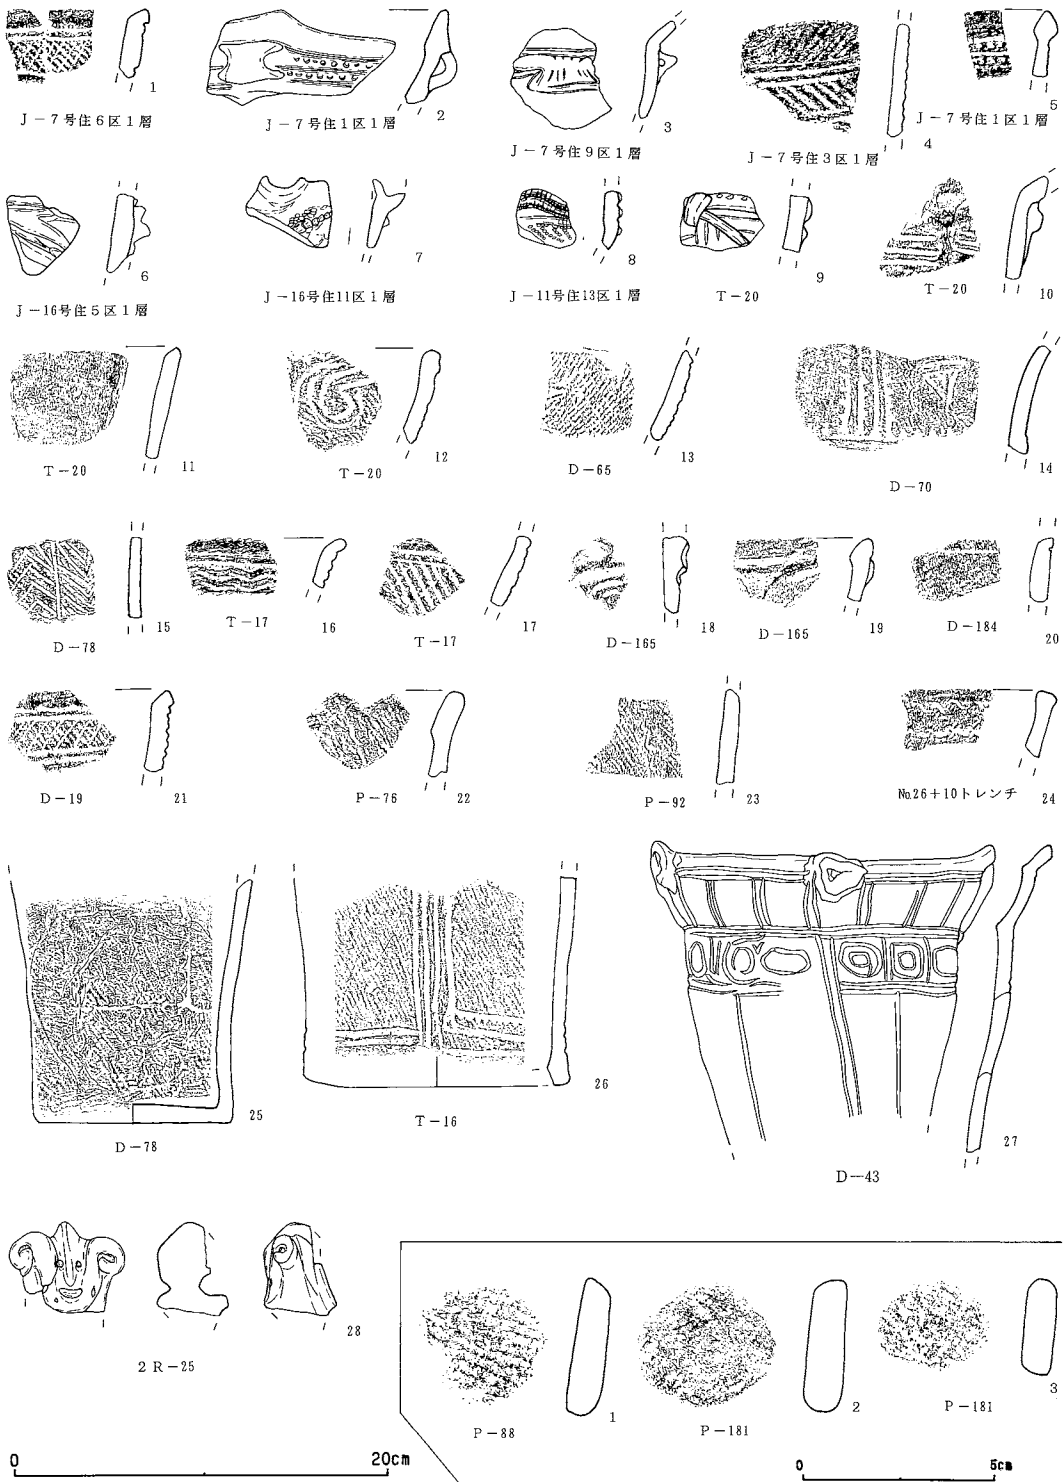 1
J－7号住6区1層
2
J－7号住1区1層
3
J－7号住9区1層
4
J－7号住3区1層
5
J－7号住1区1層
6
J－16号住5区1層
7
J－16号住11区1層
8
J－11号住13区1層
9
T－20
10
T－20
11
T－20
12
T－20
13
D－65
14
D－70
15
D－78
16
T－17
17
T－17
18
D－165
19
D－165
20
D－184
21
D－19
22
P－76
23
P－92
24
№26＋10トレンチ
25
D－78
26
T－16
27
D－43
28
2R－25
1
P－88
2
P－181
3
P－181
0 20cm
0 5cm